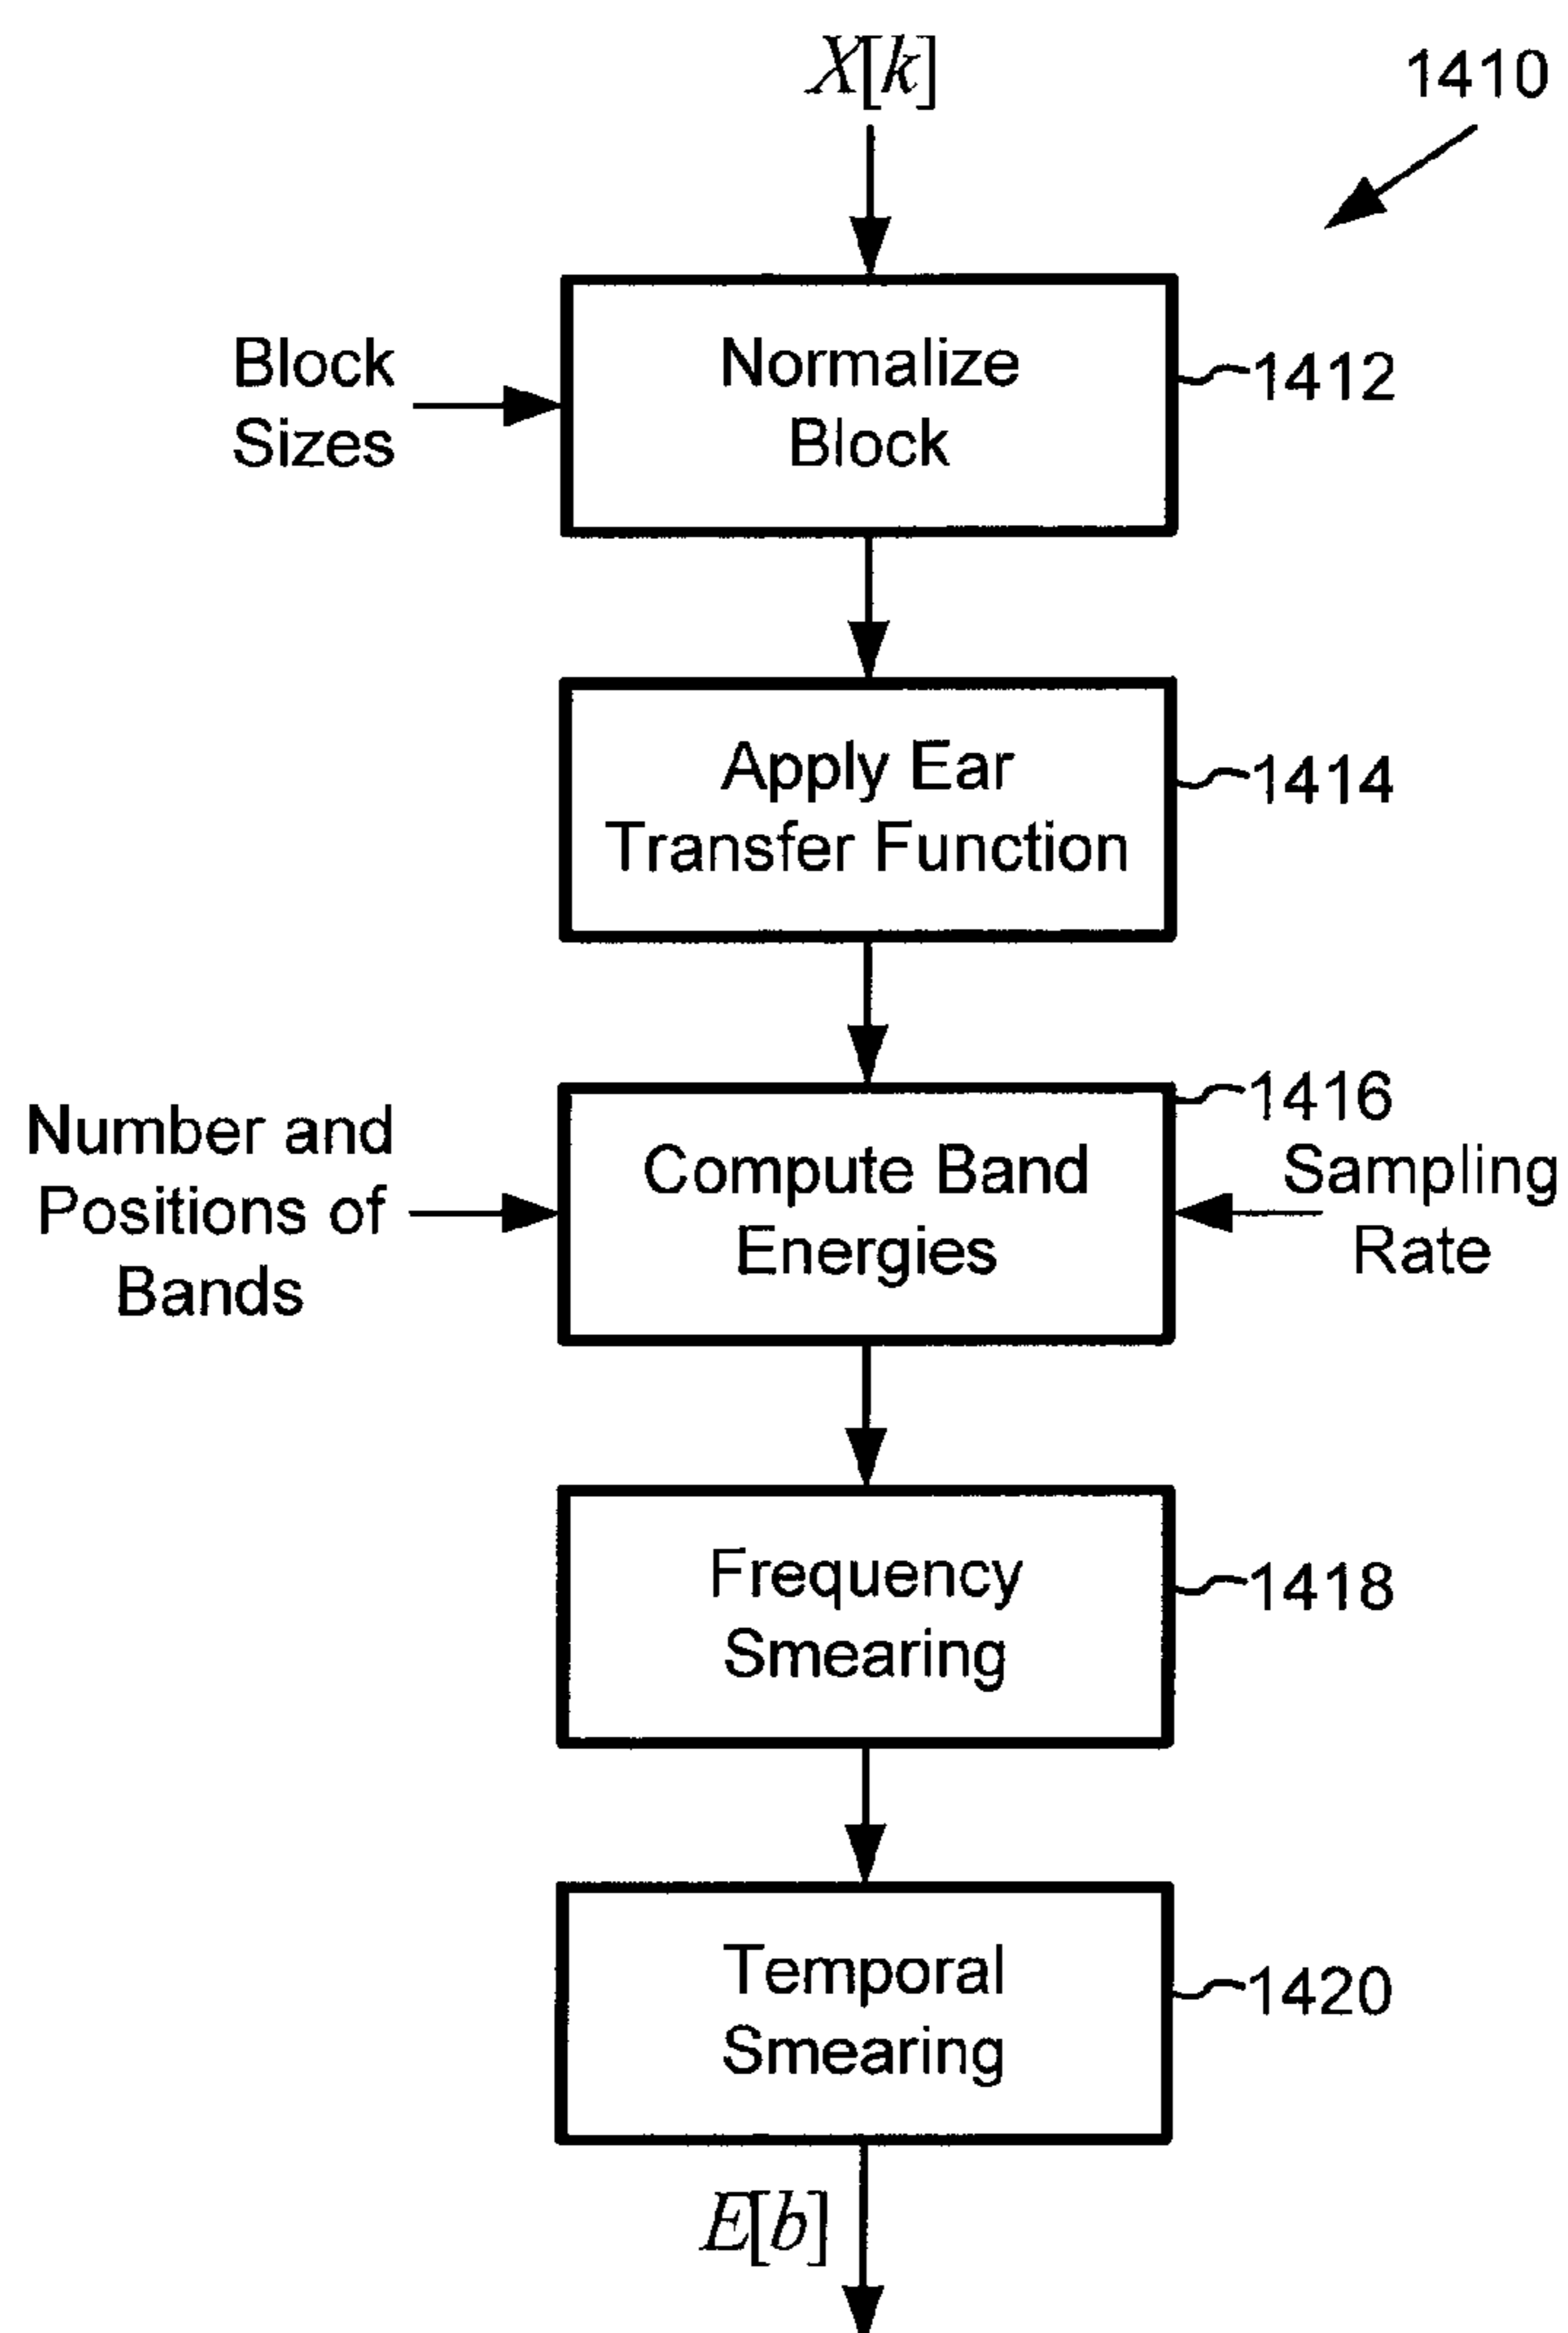 X[k]
1410
Block
Sizes
Normalize
Block
1412
Apply Ear
Transfer Function
1414
Number and
Positions of
Bands
Compute Band
Energies
1416
Sampling
Rate
Frequency
Smearing
1418
Temporal
Smearing
1420
E[b]